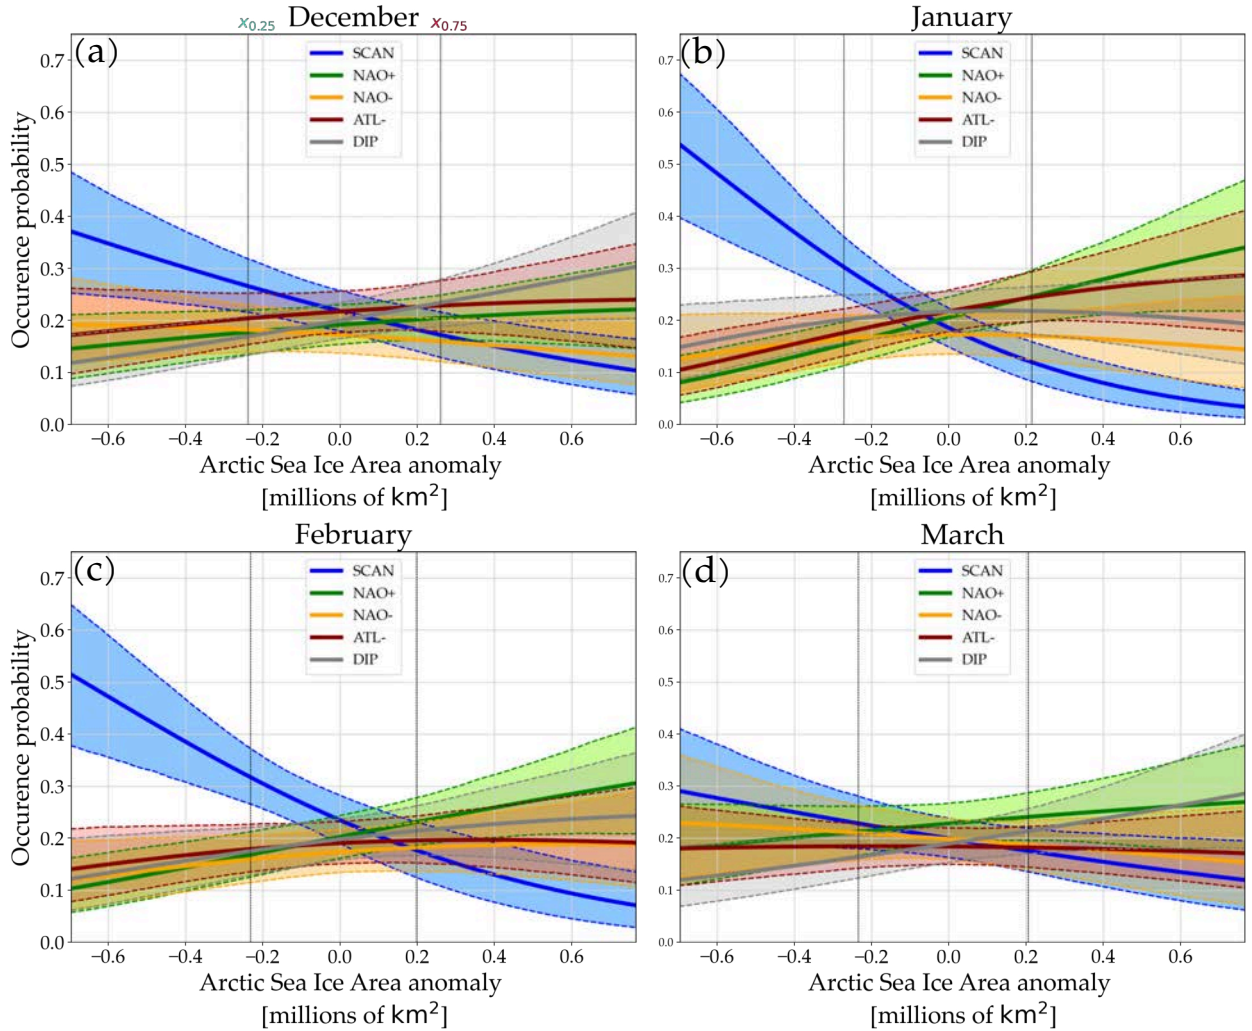 x0.25 December x0.75
(a)
SCAN
NAO+
NAO-
ATL-
DIP
Occurence probability
0.7
0.6
0.5
0.4
0.3
0.2
0.1
0.0
−0.6 −0.4 −0.2 0.0 0.2 0.4 0.6
Arctic Sea Ice Area anomaly
[millions of km²]
January
(b)
SCAN
NAO+
NAO-
ATL-
DIP
0.7
0.6
0.5
0.4
0.3
0.2
0.1
0.0
−0.6 −0.4 −0.2 0.0 0.2 0.4 0.6
Arctic Sea Ice Area anomaly
[millions of km²]
February
(c)
SCAN
NAO+
NAO-
ATL-
DIP
Occurence probability
0.7
0.6
0.5
0.4
0.3
0.2
0.1
0.0
−0.6 −0.4 −0.2 0.0 0.2 0.4 0.6
Arctic Sea Ice Area anomaly
[millions of km²]
March
(d)
SCAN
NAO+
NAO-
ATL-
DIP
0.7
0.6
0.5
0.4
0.3
0.2
0.1
0.0
−0.6 −0.4 −0.2 0.0 0.2 0.4 0.6
Arctic Sea Ice Area anomaly
[millions of km²]